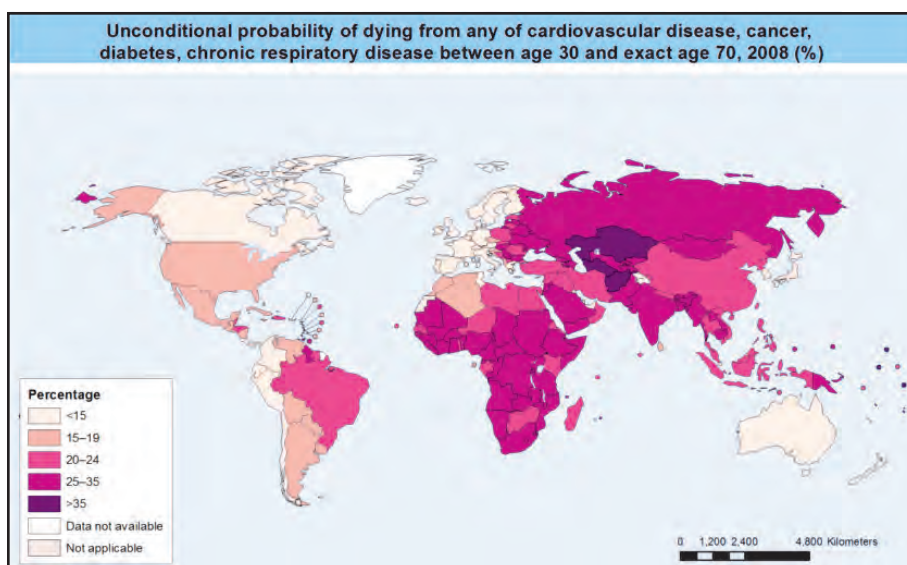 Unconditional probability of dying from any of cardiovascular disease, cancer,
diabetes, chronic respiratory disease between age 30 and exact age 70, 2008 (%)
Percentage
<15
15–19
20–24
25–35
>35
Data not available
Not applicable
0 1,200 2,400 4,800 Kilometers